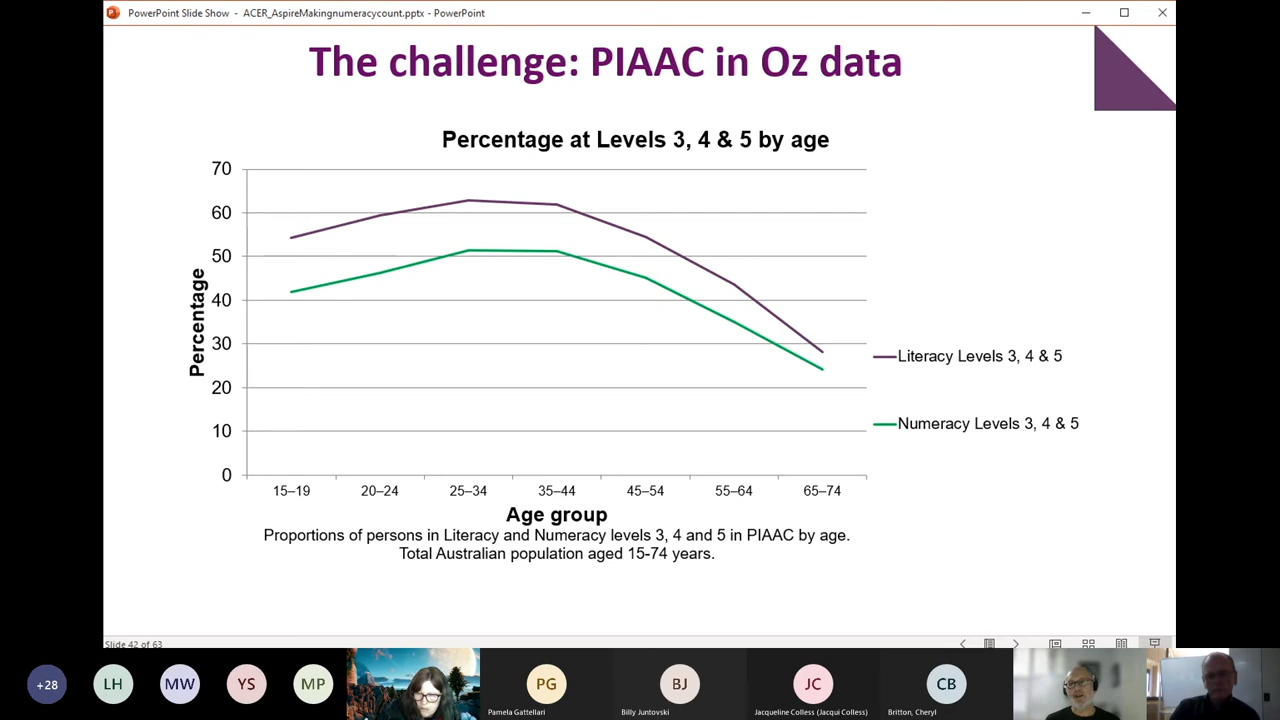 PowerPoint Slide Show - ACER_AspireMakingnumeracycount.pptx - PowerPoint
The challenge: PIAAC in Oz data
Percentage at Levels 3, 4 & 5 by age
70
60
50
40
30
20
10
0
Percentage
15–19 20–24 25–34 35–44 45–54 55–64 65–74
Age group
Literacy Levels 3, 4 & 5
Numeracy Levels 3, 4 & 5
Proportions of persons in Literacy and Numeracy levels 3, 4 and 5 in PIAAC by age.
Total Australian population aged 15-74 years.
Slide 42 of 63
+28 LH MW YS MP PG BJ JC CB
Pamela Gattellari Billy Juntovski Jacqueline Colless (Jacqui Colless) Britton, Cheryl